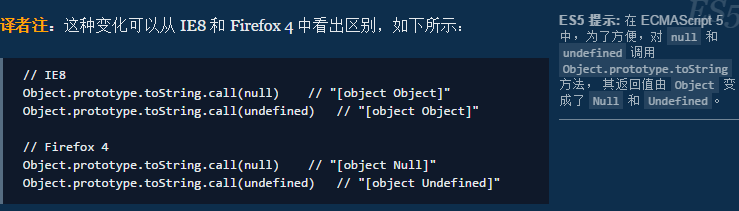 译者注：这种变化可以从 IE8 和 Firefox 4 中看出区别，如下所示：
// IE8
Object.prototype.toString.call(null)    // "[object Object]"
Object.prototype.toString.call(undefined)   // "[object Object]"
// Firefox 4
Object.prototype.toString.call(null)    // "[object Null]"
Object.prototype.toString.call(undefined)   // "[object Undefined]"
ES5
ES5 提示: 在 ECMAScript 5
中，为了方便，对 null 和
undefined 调用
Object.prototype.toString
方法， 其返回值由 Object 变
成了 Null 和 Undefined。